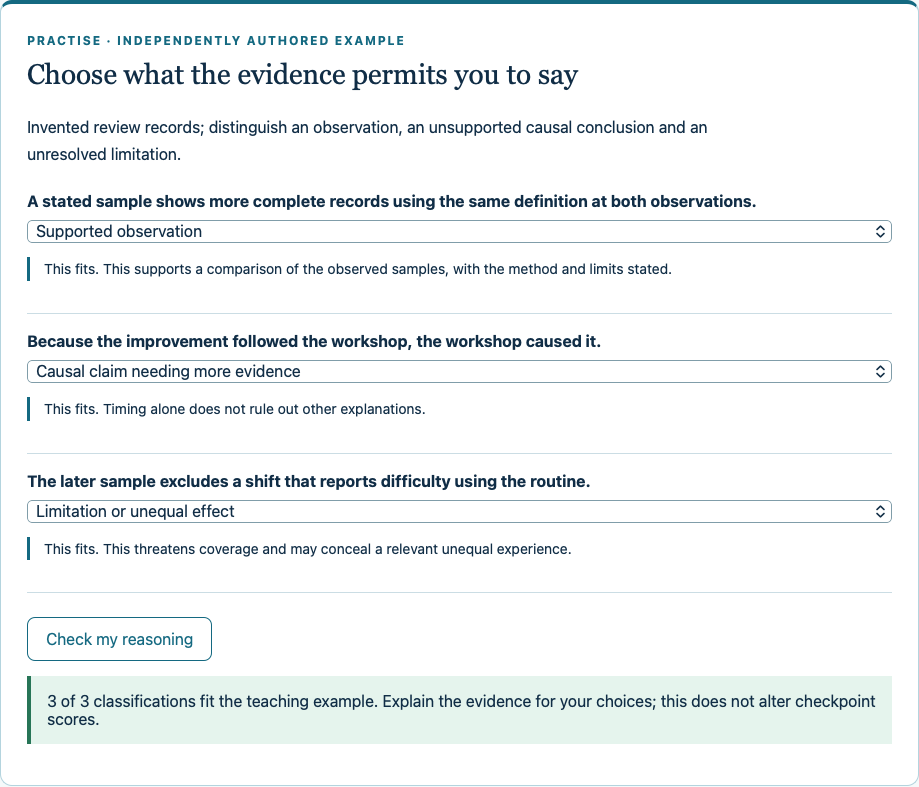 PRACTISE · INDEPENDENTLY AUTHORED EXAMPLE
Choose what the evidence permits you to say
Invented review records; distinguish an observation, an unsupported causal conclusion and an
unresolved limitation.
A stated sample shows more complete records using the same definition at both observations.
Supported observation
This fits. This supports a comparison of the observed samples, with the method and limits stated.
Because the improvement followed the workshop, the workshop caused it.
Causal claim needing more evidence
This fits. Timing alone does not rule out other explanations.
The later sample excludes a shift that reports difficulty using the routine.
Limitation or unequal effect
This fits. This threatens coverage and may conceal a relevant unequal experience.
Check my reasoning
3 of 3 classifications fit the teaching example. Explain the evidence for your choices; this does not alter checkpoint
scores.